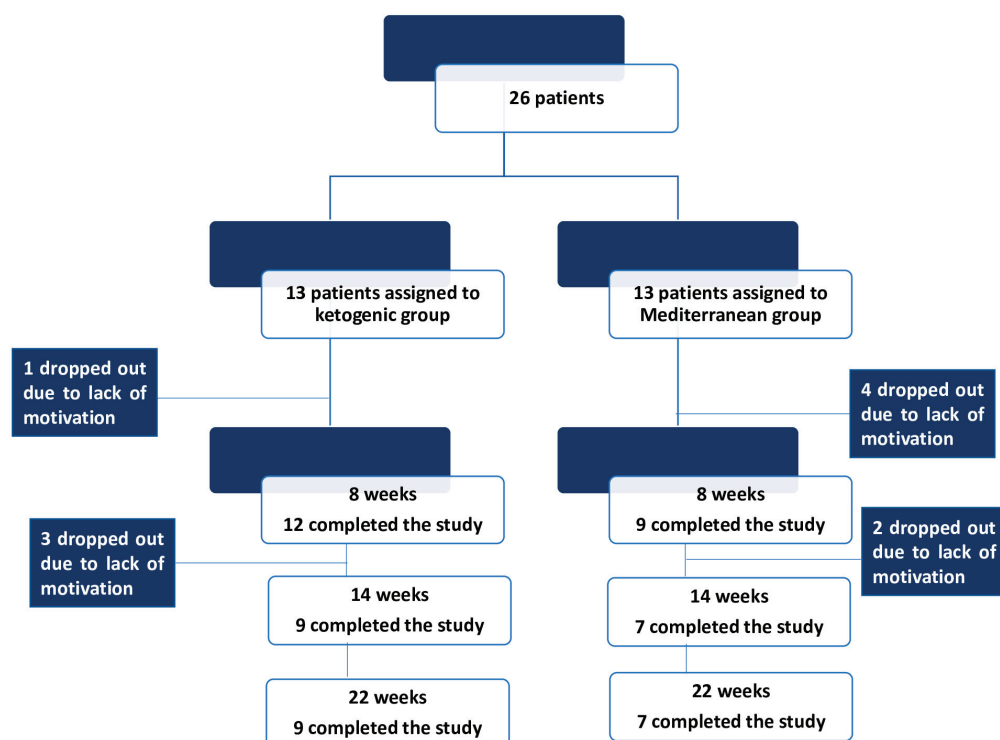 26 patients
13 patients assigned to
ketogenic group
13 patients assigned to
Mediterranean group
1 dropped out
due to lack of
motivation
4 dropped out
due to lack of
motivation
8 weeks
12 completed the study
8 weeks
9 completed the study
3 dropped out
due to lack of
motivation
2 dropped out
due to lack of
motivation
14 weeks
9 completed the study
14 weeks
7 completed the study
22 weeks
9 completed the study
22 weeks
7 completed the study